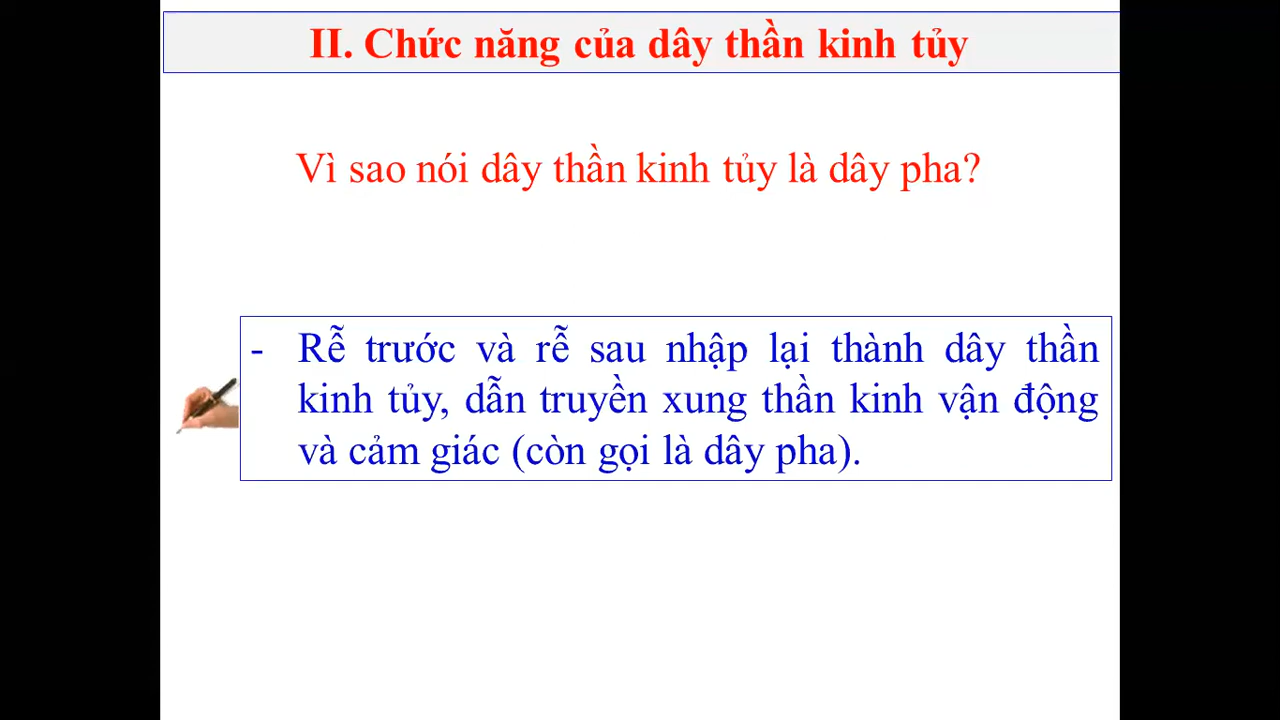 II. Chức năng của dây thần kinh tủy
Vì sao nói dây thần kinh tủy là dây pha?
- Rễ trước và rễ sau nhập lại thành dây thần
kinh tủy, dẫn truyền xung thần kinh vận động
và cảm giác (còn gọi là dây pha).